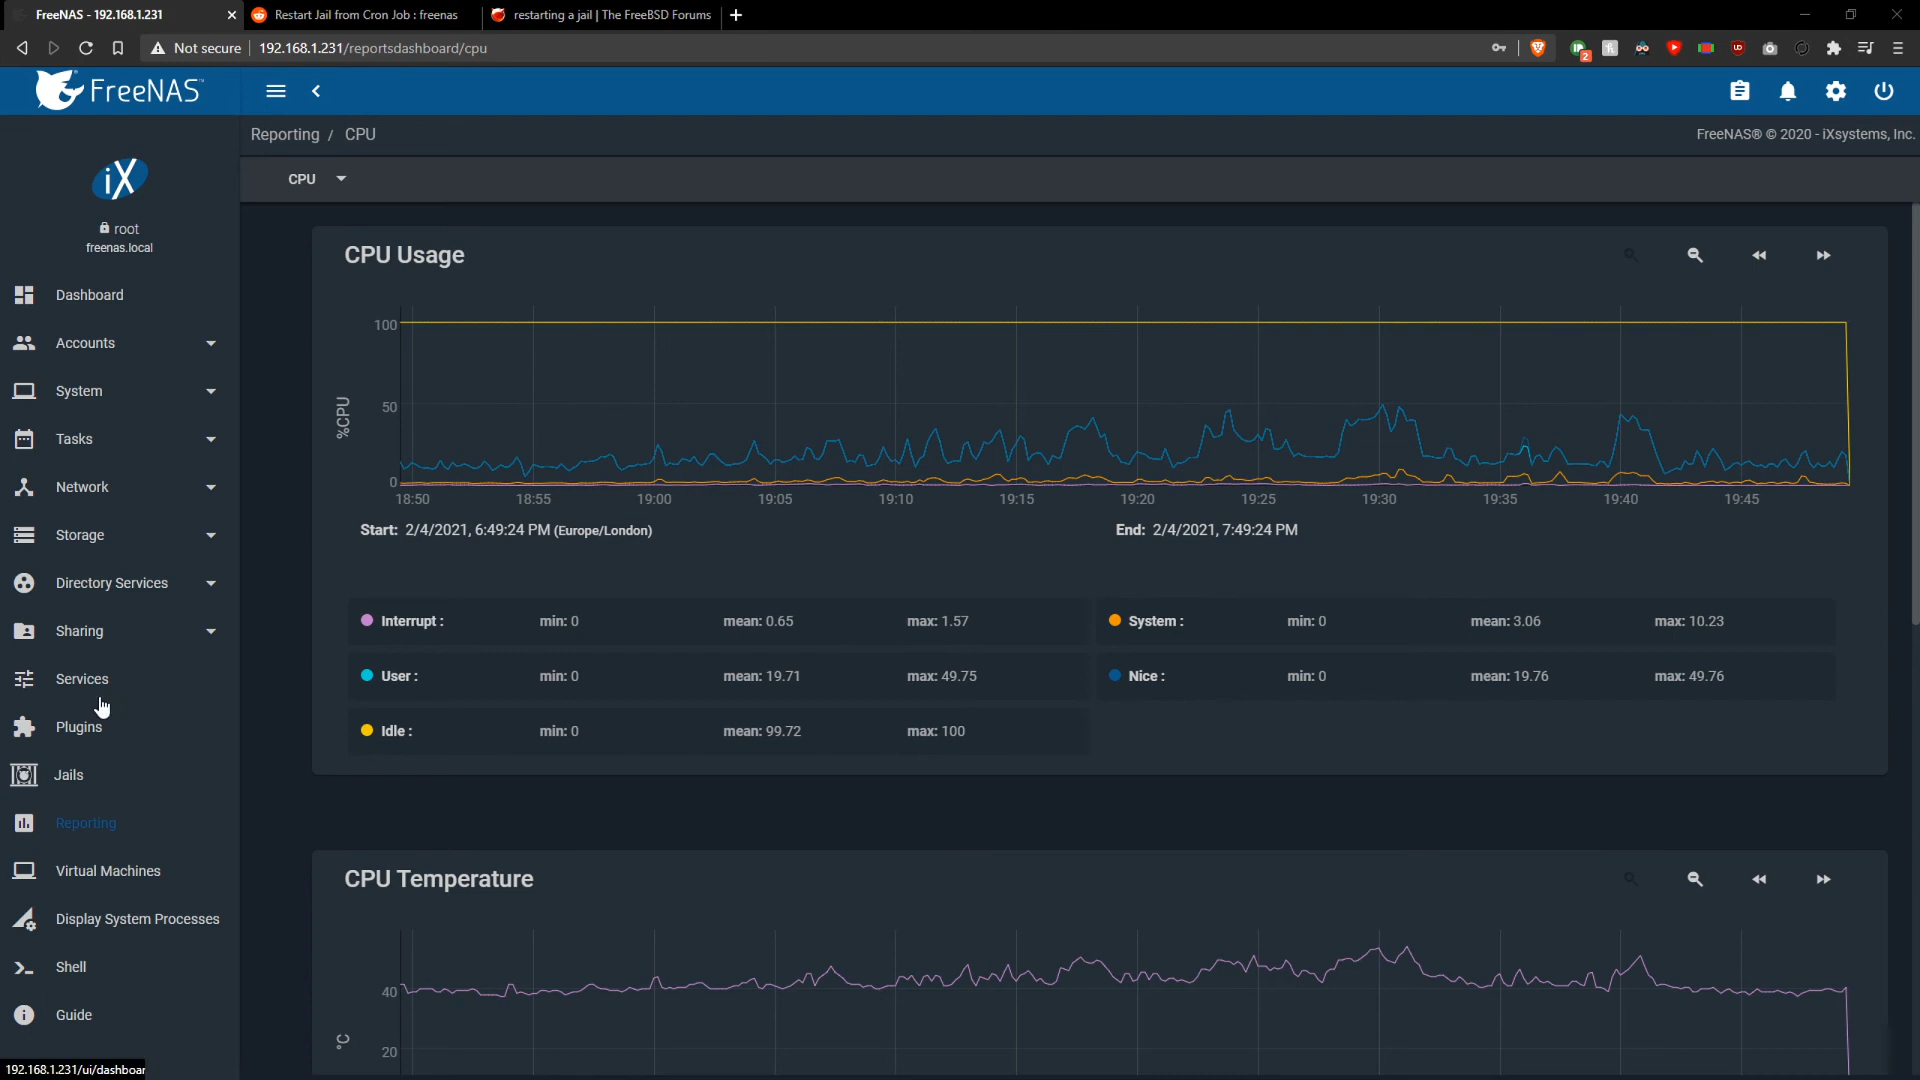 FreeNAS - 192.168.1.231
Restart Jail from Cron Job : freenas
restarting a jail | The FreeBSD Forums
Not secure
192.168.1.231/reportsdashboard/cpu
2
FreeNAS™
Reporting / CPU
FreeNAS® © 2020 - iXsystems, Inc.
iX
root
freenas.local
CPU
Dashboard
Accounts
System
Tasks
Network
Storage
Directory Services
Sharing
Services
Plugins
Jails
Reporting
Virtual Machines
Display System Processes
Shell
Guide
192.168.1.231/ui/dashboar
CPU Usage
%CPU
100
50
0
18:50 18:55 19:00 19:05 19:10 19:15 19:20 19:25 19:30 19:35 19:40 19:45
Start: 2/4/2021, 6:49:24 PM (Europe/London)
End: 2/4/2021, 7:49:24 PM
Interrupt : min: 0 mean: 0.65 max: 1.57
System : min: 0 mean: 3.06 max: 10.23
User : min: 0 mean: 19.71 max: 49.75
Nice : min: 0 mean: 19.76 max: 49.76
Idle : min: 0 mean: 99.72 max: 100
CPU Temperature
°C
40
20